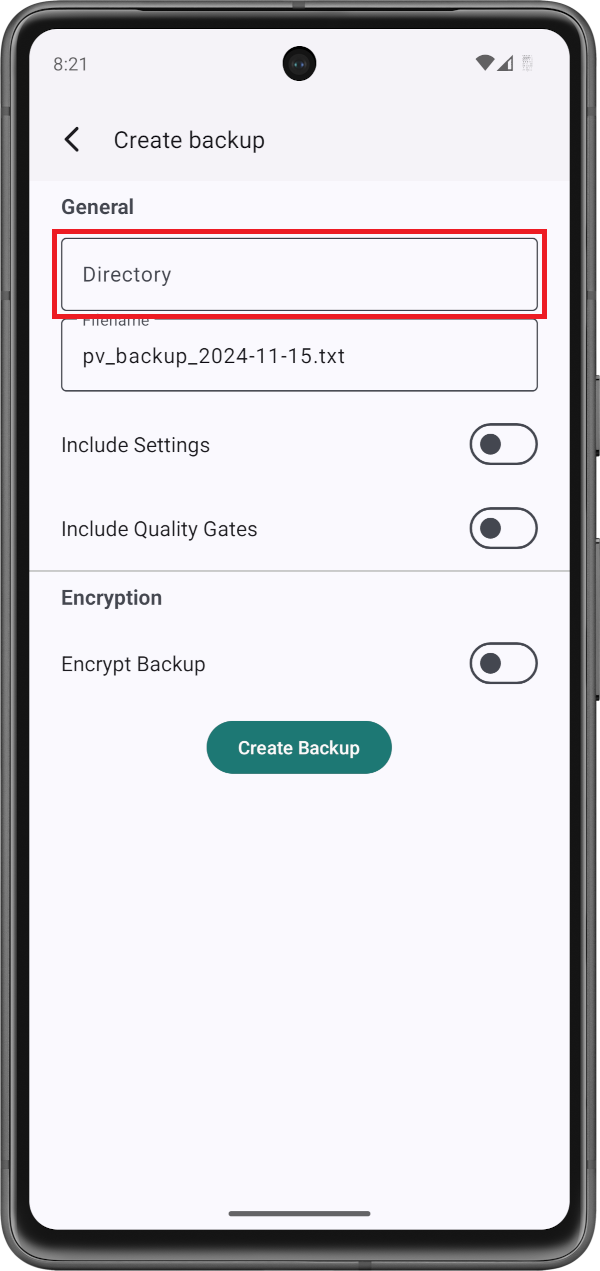 8:21
Create backup
General
Directory
Filename
pv_backup_2024-11-15.txt
Include Settings
Include Quality Gates
Encryption
Encrypt Backup
Create Backup